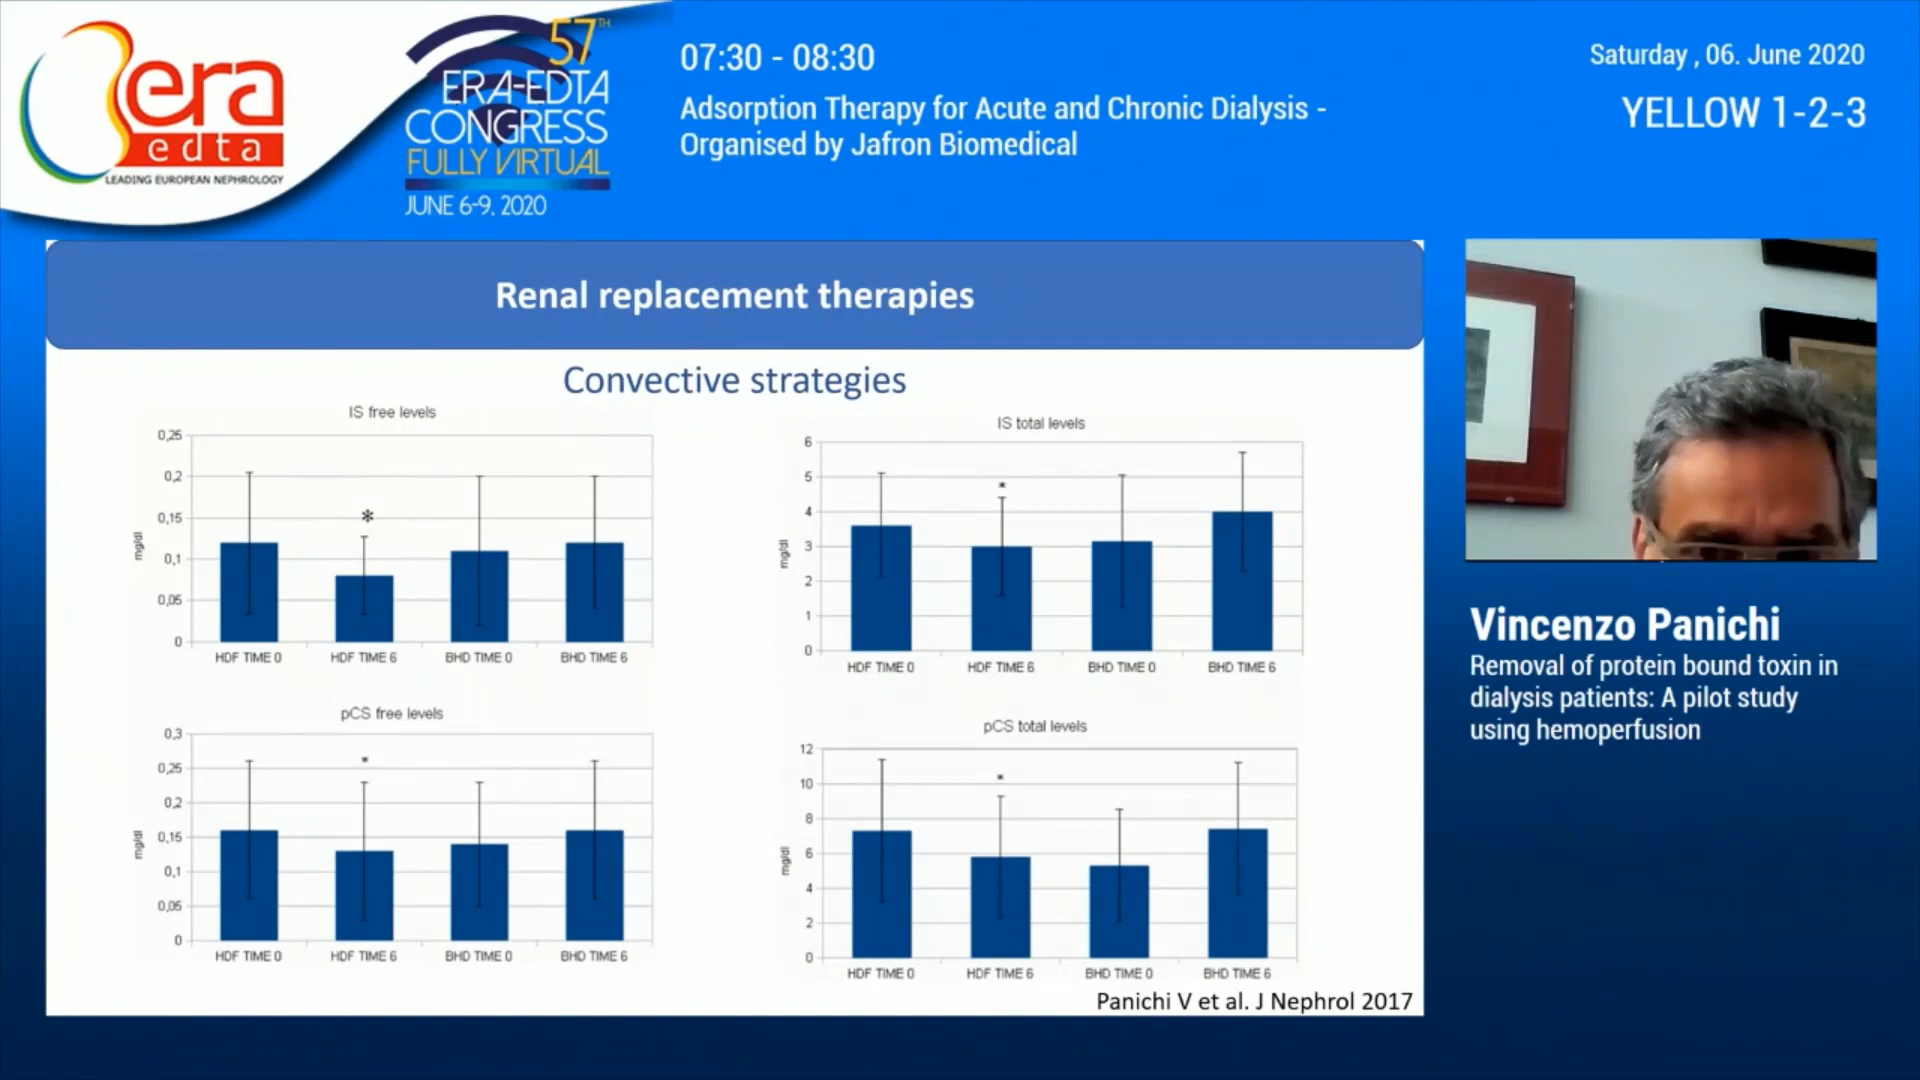 era
edta
LEADING EUROPEAN NEPHROLOGY
57TH
ERA-EDTA
CONGRESS
FULLY VIRTUAL
JUNE 6-9, 2020
07:30 - 08:30
Adsorption Therapy for Acute and Chronic Dialysis -
Organised by Jafron Biomedical
Saturday , 06. June 2020
YELLOW 1-2-3
Renal replacement therapies
Convective strategies
IS free levels
0,25
0,2
0,15
0,1
0,05
0
mg/dl
*
HDF TIME 0 HDF TIME 6 BHD TIME 0 BHD TIME 6
IS total levels
6
5
4
3
2
1
0
mg/dl
*
HDF TIME 0 HDF TIME 6 BHD TIME 0 BHD TIME 6
pCS free levels
0,3
0,25
0,2
0,15
0,1
0,05
0
mg/dl
*
HDF TIME 0 HDF TIME 6 BHD TIME 0 BHD TIME 6
pCS total levels
12
10
8
6
4
2
0
mg/dl
*
HDF TIME 0 HDF TIME 6 BHD TIME 0 BHD TIME 6
Panichi V et al. J Nephrol 2017
Vincenzo Panichi
Removal of protein bound toxin in
dialysis patients: A pilot study
using hemoperfusion